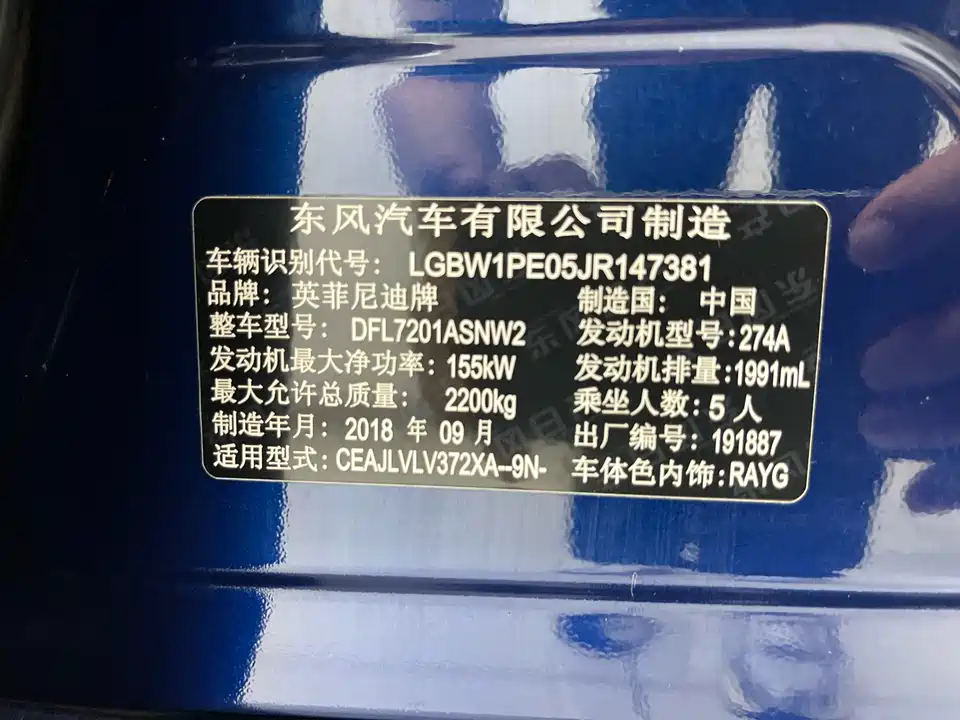 东风汽车有限公司制造
车辆识别代号: LGBW1PE05JR147381
品牌: 英菲尼迪牌 制造国: 中国
整车型号: DFL7201ASNW2 发动机型号:274A
发动机最大净功率: 155kW 发动机排量:1991mL
最大允许总质量: 2200kg 乘坐人数: 5 人
制造年月: 2018 年 09 月 出厂编号: 191887
适用型式: CEAJLVLV372XA--9N- 车体色内饰:RAYG